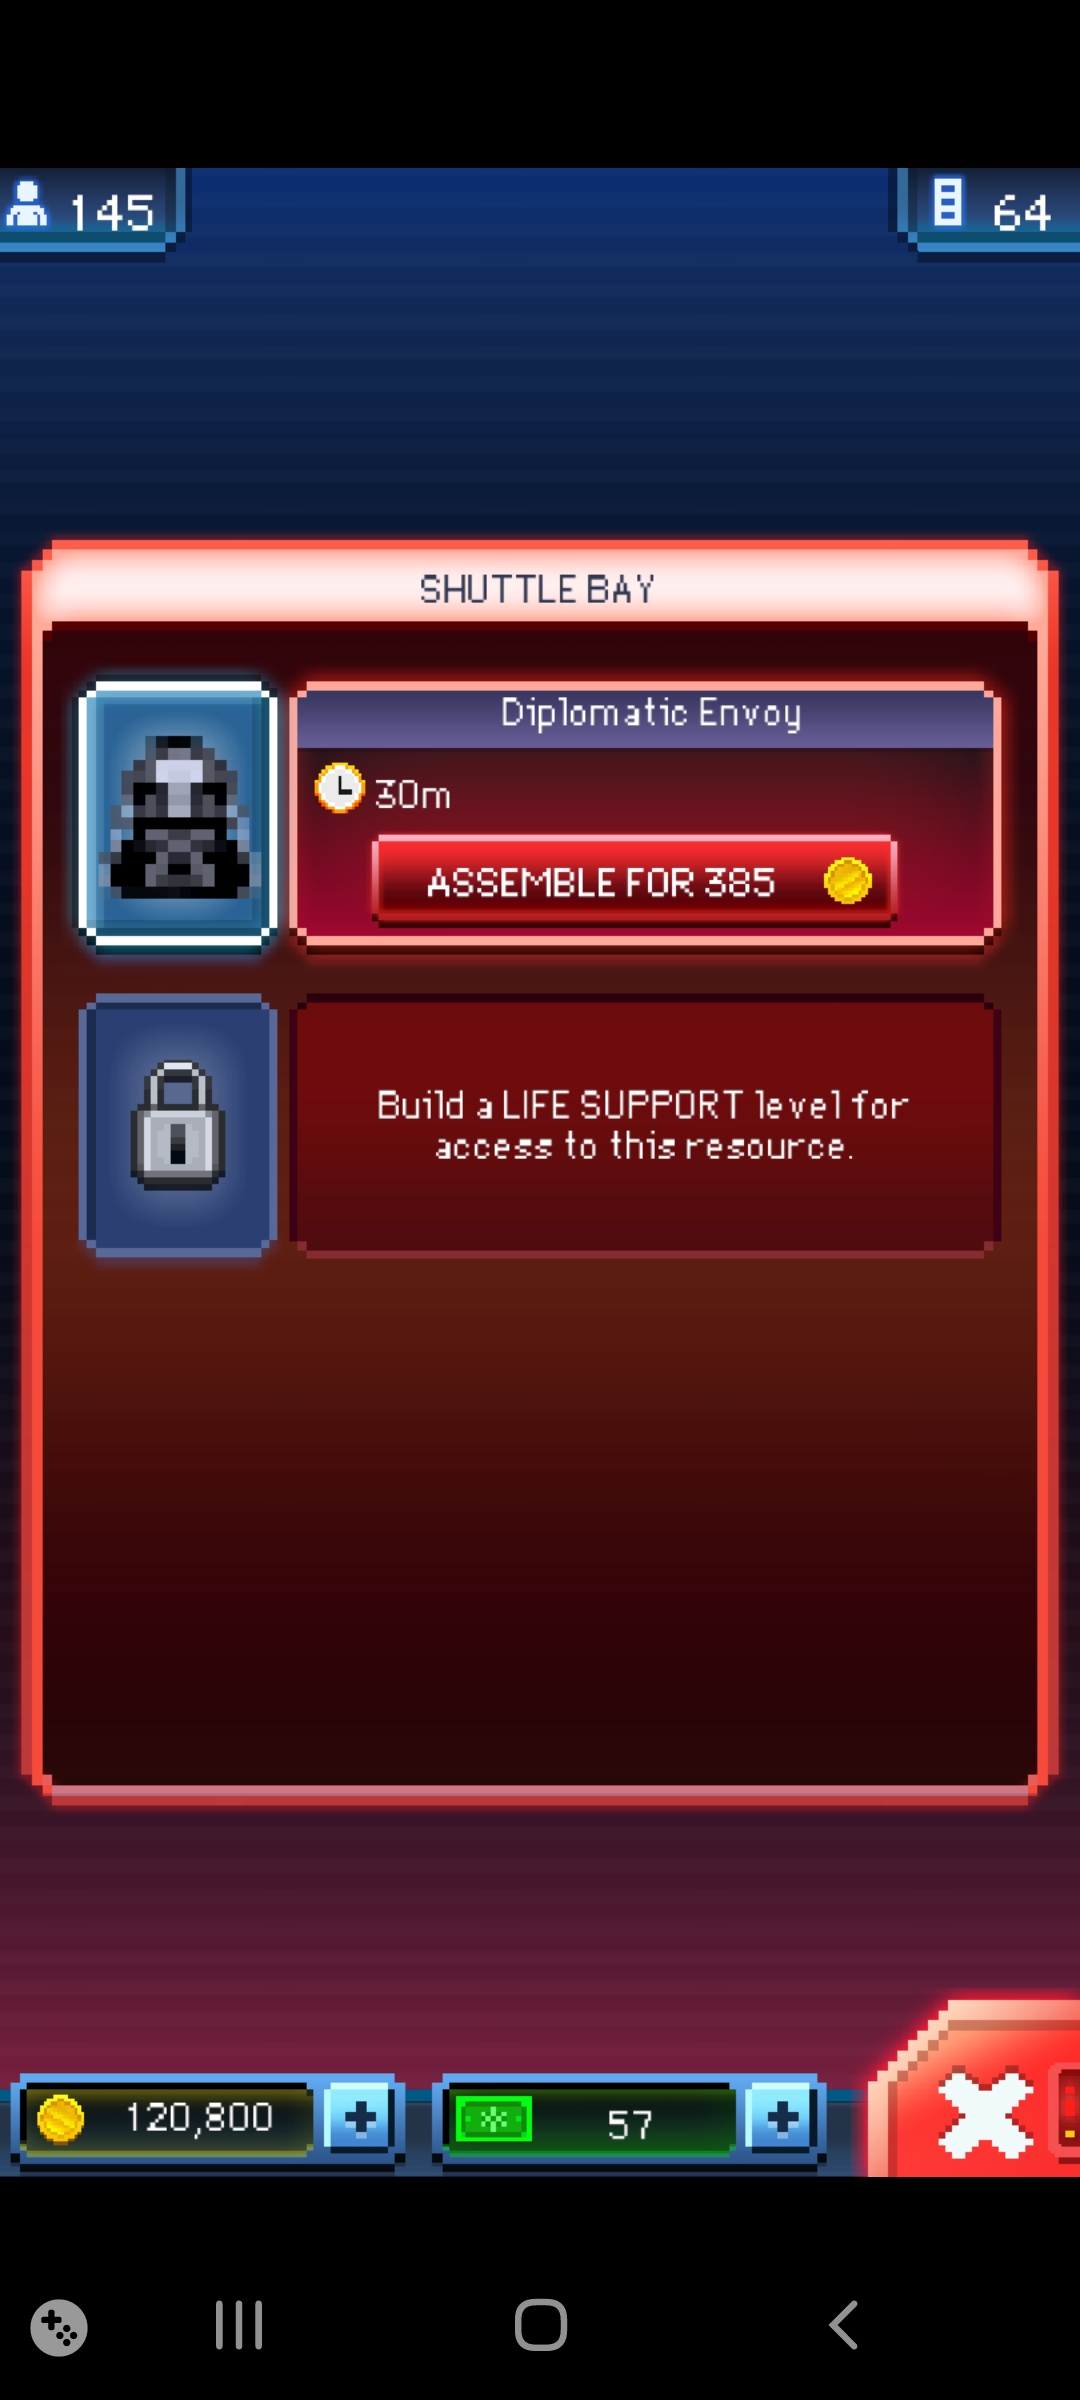 145
64
SHUTTLE BAY
Diplomatic Envoy
30m
ASSEMBLE FOR 385
Build a LIFE SUPPORT level for
access to this resource.
120,800
57